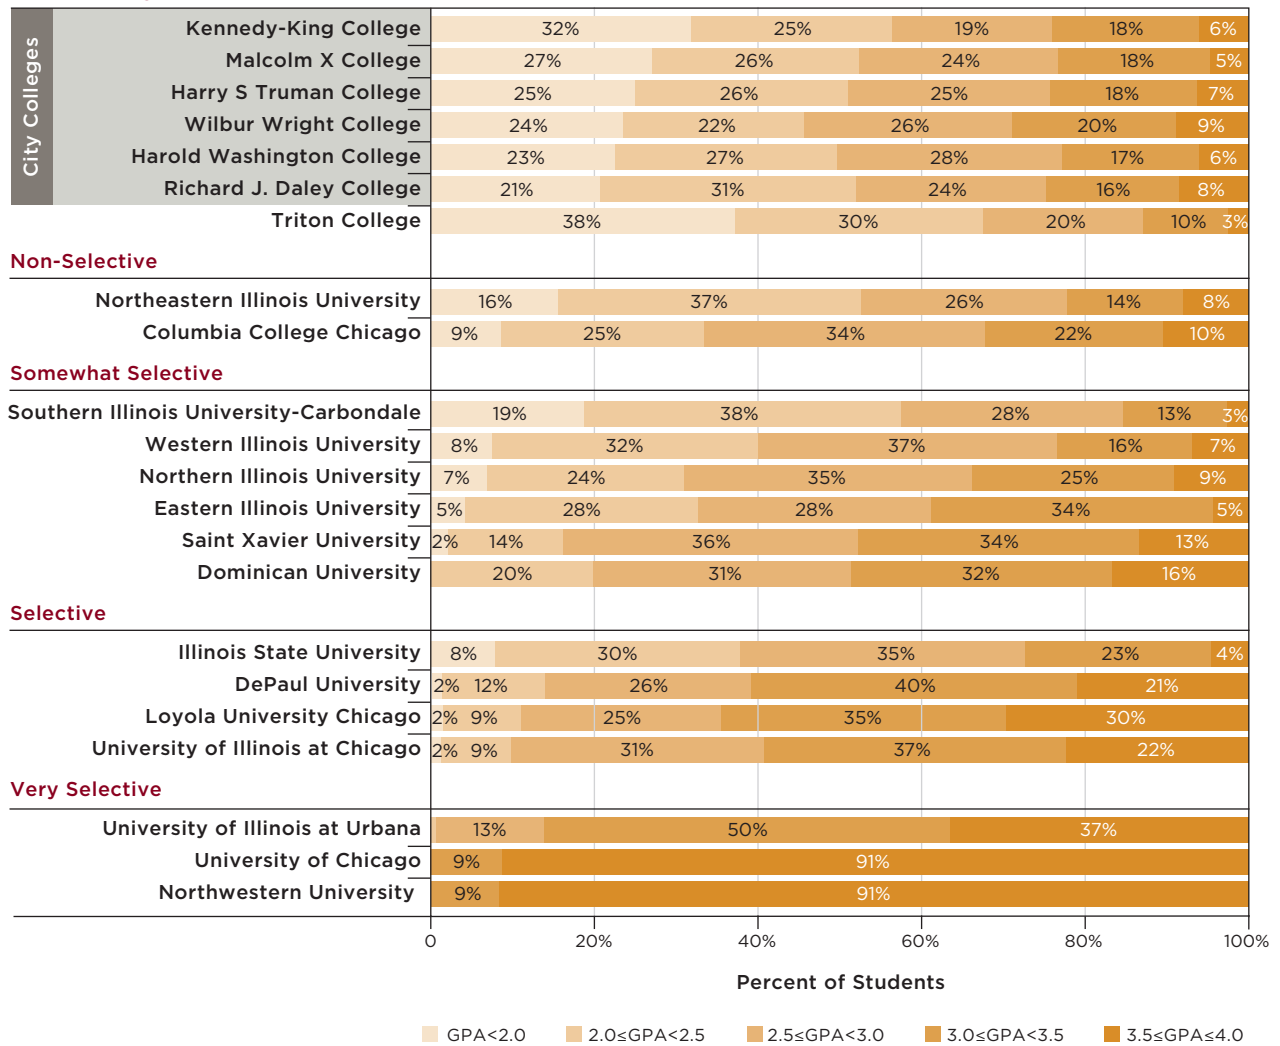 City Colleges
Kennedy-King College 32% 25% 19% 18% 6%
Malcolm X College 27% 26% 24% 18% 5%
Harry S Truman College 25% 26% 25% 18% 7%
Wilbur Wright College 24% 22% 26% 20% 9%
Harold Washington College 23% 27% 28% 17% 6%
Richard J. Daley College 21% 31% 24% 16% 8%
Triton College 38% 30% 20% 10% 3%
Non-Selective
Northeastern Illinois University 16% 37% 26% 14% 8%
Columbia College Chicago 9% 25% 34% 22% 10%
Somewhat Selective
Southern Illinois University-Carbondale 19% 38% 28% 13% 3%
Western Illinois University 8% 32% 37% 16% 7%
Northern Illinois University 7% 24% 35% 25% 9%
Eastern Illinois University 5% 28% 28% 34% 5%
Saint Xavier University 2% 14% 36% 34% 13%
Dominican University 20% 31% 32% 16%
Selective
Illinois State University 8% 30% 35% 23% 4%
DePaul University 2% 12% 26% 40% 21%
Loyola University Chicago 2% 9% 25% 35% 30%
University of Illinois at Chicago 2% 9% 31% 37% 22%
Very Selective
University of Illinois at Urbana 13% 50% 37%
University of Chicago 9% 91%
Northwestern University 9% 91%
0 20% 40% 60% 80% 100%
Percent of Students
GPA<2.0 2.0≤GPA<2.5 2.5≤GPA<3.0 3.0≤GPA<3.5 3.5≤GPA≤4.0